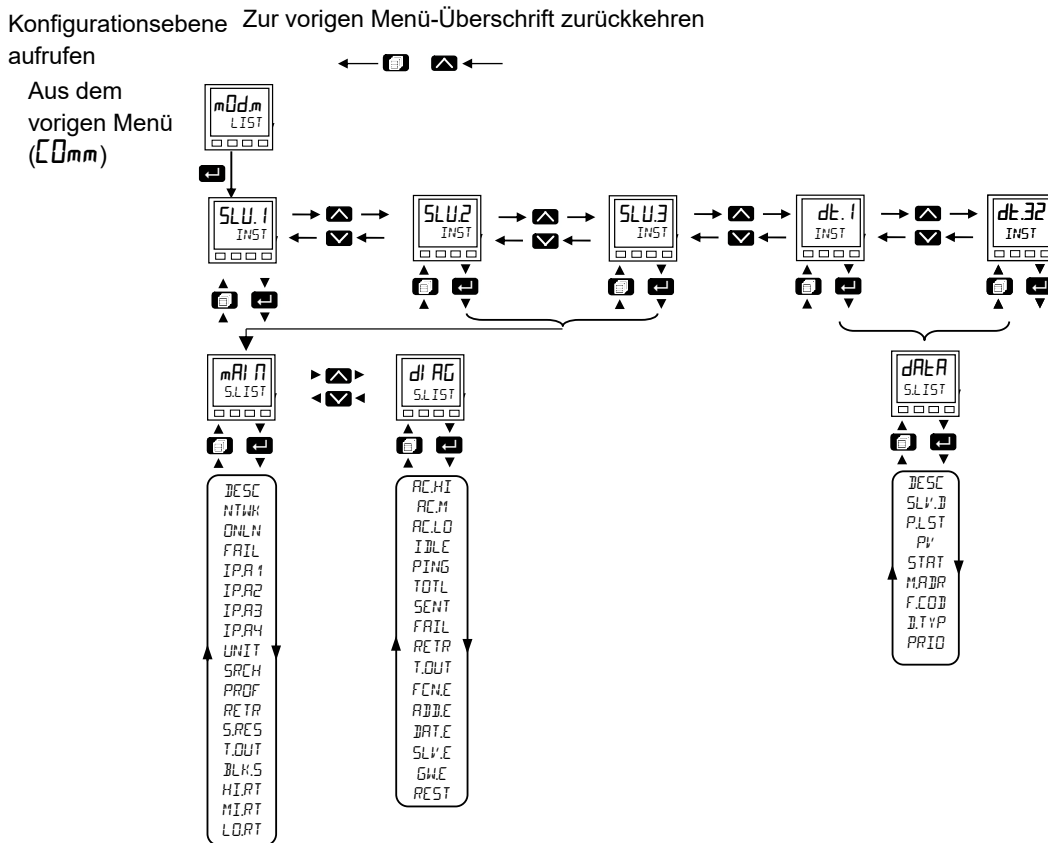 Konfigurationsebene aufrufen
Zur vorigen Menü-Überschrift zurückkehren
Aus dem
vorigen Menü
(COmm)
mOd.m
LIST
SLV.1
INST
SLV.2
INST
SLV.3
INST
dt.1
INST
dt.32
INST
mAIN
S.LIST
dIAG
S.LIST
dAtA
S.LIST
DESC
NTWK
ONLN
FAIL
IP.A1
IP.A2
IP.A3
IP.A4
UNIT
SRCH
PROF
RETR
S.RES
T.OUT
BLK.S
HI.RT
MI.RT
LO.RT
AC.HI
AC.M
AC.LO
IDLE
PING
TOTL
SENT
FAIL
RETR
T.OUT
FCN.E
ADD.E
DAT.E
SLV.E
GW.E
REST
DESC
SLV.D
P.LST
PV
STAT
M.ADR
F.COD
D.TYP
PRIO